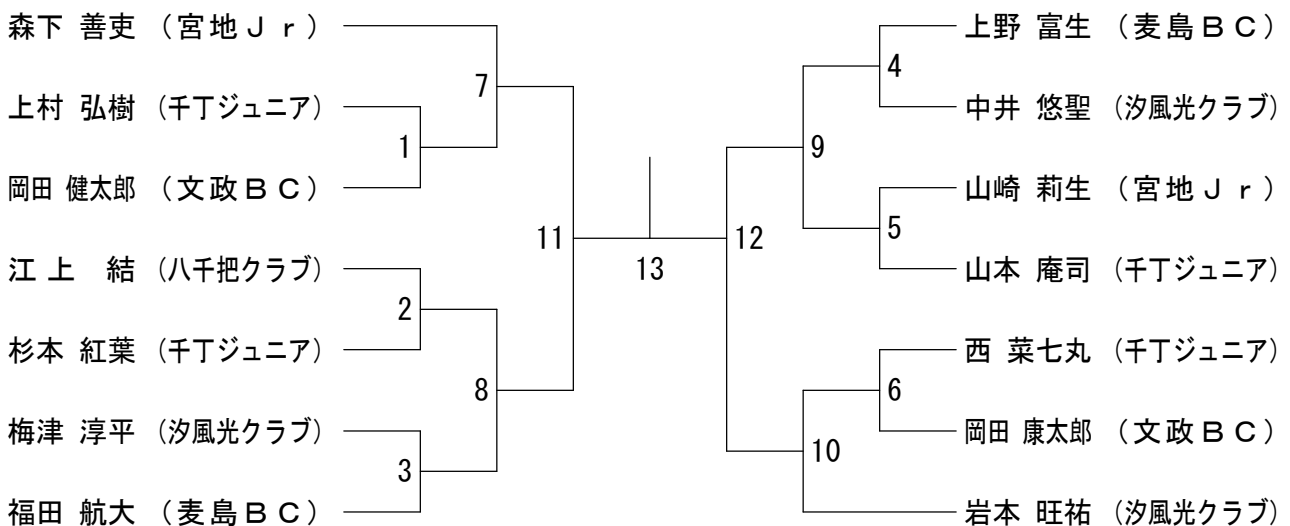 森下 善吏 (宮地Jr)
上村 弘樹 (千丁ジュニア)
岡田 健太郎 (文政BC)
江上 結 (八千把クラブ)
杉本 紅葉 (千丁ジュニア)
梅津 淳平 (汐風光クラブ)
福田 航大 (麦島BC)
7
1
11
2
8
3
13
上野 富生 (麦島BC)
中井 悠聖 (汐風光クラブ)
山崎 莉生 (宮地Jr)
山本 庵司 (千丁ジュニア)
西 菜七丸 (千丁ジュニア)
岡田 康太郎 (文政BC)
岩本 旺祐 (汐風光クラブ)
4
9
5
12
6
10